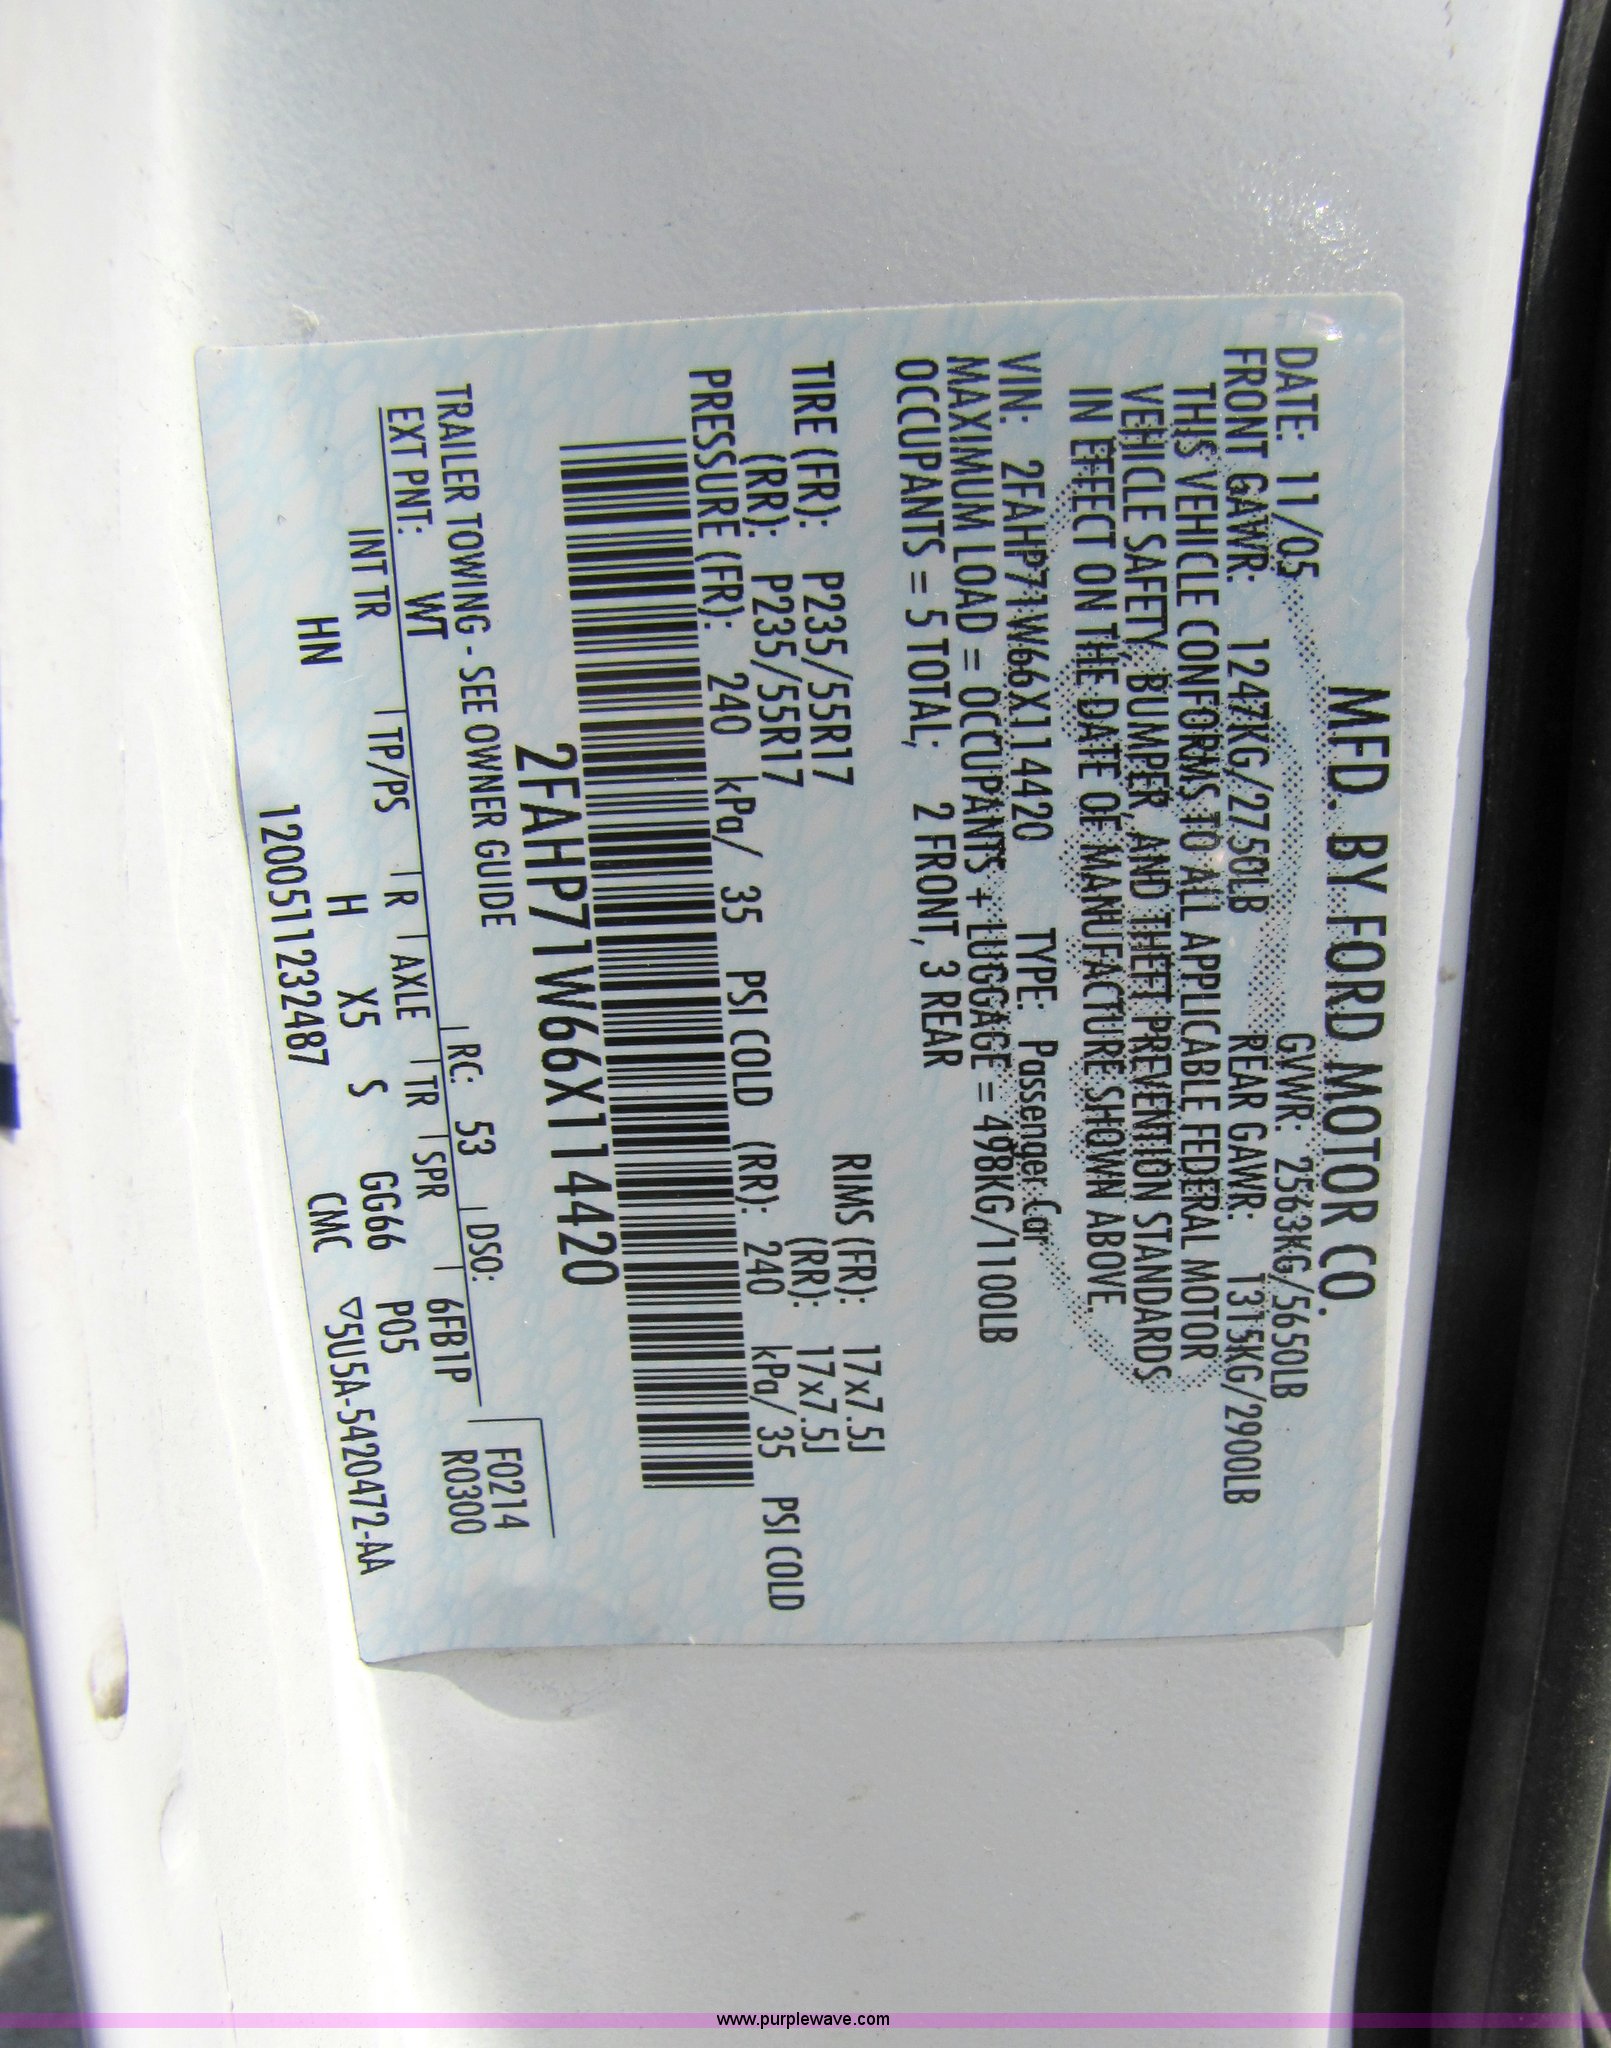 MFD. BY FORD MOTOR CO.
DATE: 11/05 GVWR: 2563KG/5650LB
FRONT GAWR: 1247KG/2750LB REAR GAWR: 1315KG/2900LB
THIS VEHICLE CONFORMS TO ALL APPLICABLE FEDERAL MOTOR
VEHICLE SAFETY, BUMPER, AND THEFT PREVENTION STANDARDS
IN EFFECT ON THE DATE OF MANUFACTURE SHOWN ABOVE.
VIN: 2FAHP71W66X114420 TYPE: Passenger Car
MAXIMUM LOAD = OCCUPANTS + LUGGAGE = 498KG/1100LB
OCCUPANTS = 5 TOTAL; 2 FRONT, 3 REAR
TIRE (FR): P235/55R17 RIMS (FR): 17x7.5J
(RR): P235/55R17 (RR): 17x7.5J
PRESSURE (FR): 240 kPa/ 35 PSI COLD (RR): 240 kPa/ 35 PSI COLD
2FAHP71W66X114420
TRAILER TOWING - SEE OWNER GUIDE
F0214
R0300
EXT PNT: WT RC: 53 DSO: 6FB1P
INT TR TP/PS R AXLE TR SPR P05
HN H X5 S GG66
1200511232487 CMC ▽5U5A-5420472-AA
www.purplewave.com